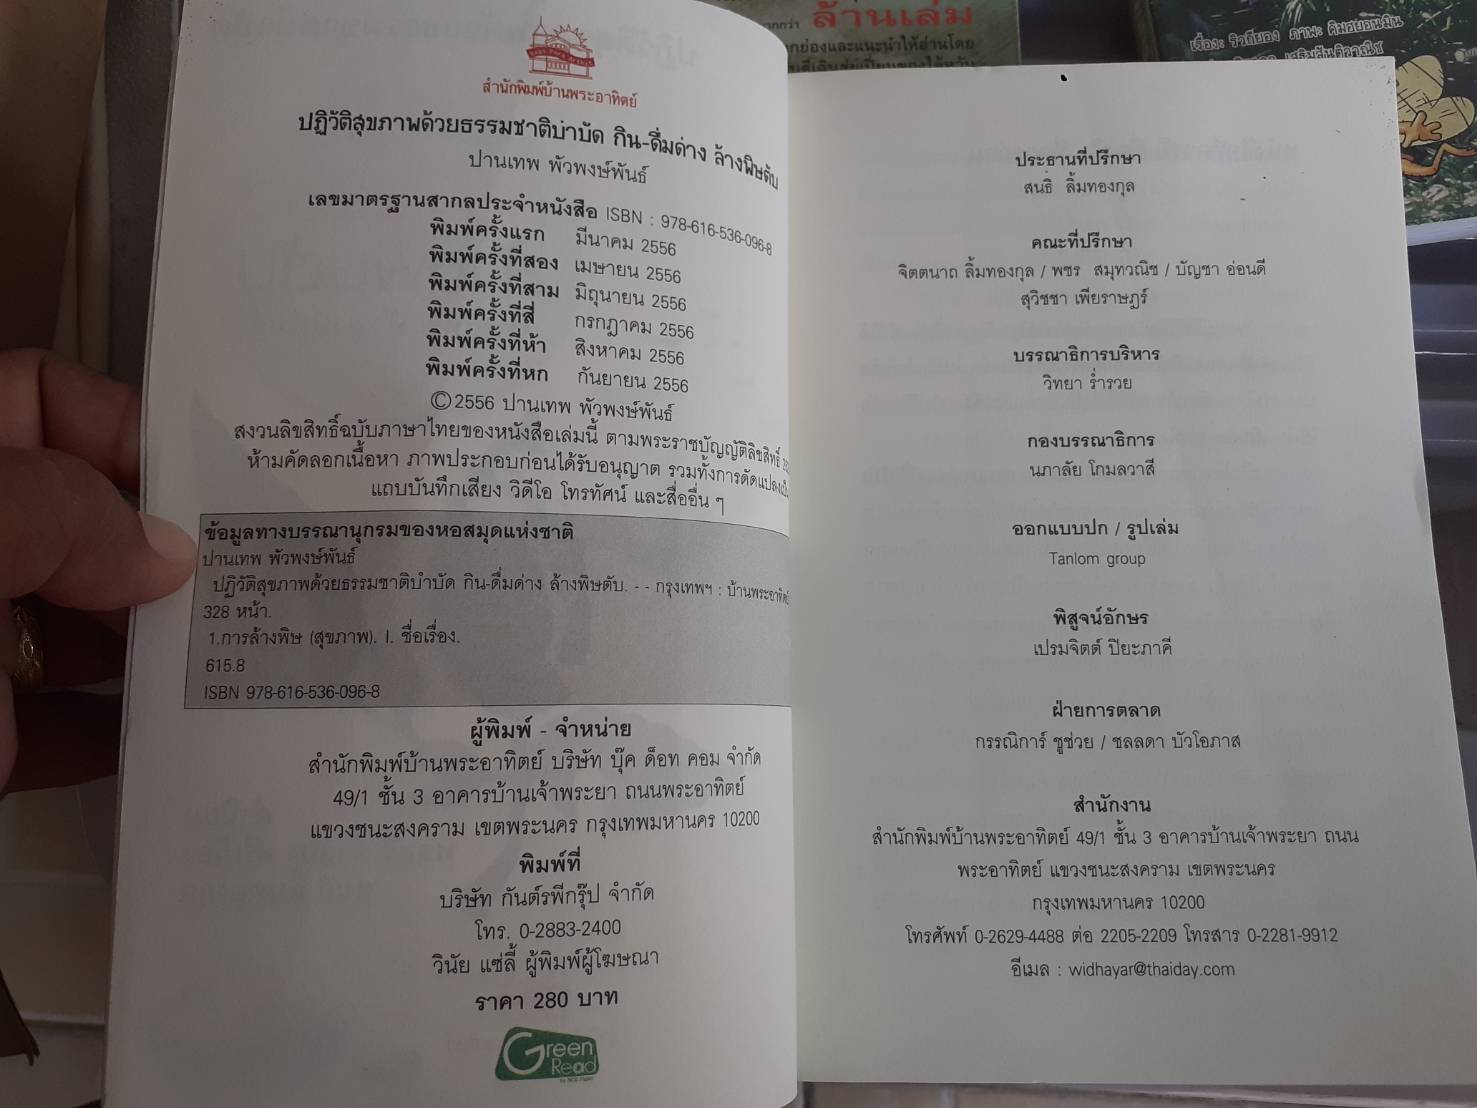 สำนักพิมพ์บ้านพระอาทิตย์
ปฏิวัติสุขภาพด้วยธรรมชาติบำบัด กิน-ดื่มด่าง ล้างพิษตับ
ปานเทพ พัวพงษ์พันธ์
เลขมาตรฐานสากลประจำหนังสือ ISBN : 978-616-536-096-8
พิมพ์ครั้งแรก มีนาคม 2556
พิมพ์ครั้งที่สอง เมษายน 2556
พิมพ์ครั้งที่สาม มิถุนายน 2556
พิมพ์ครั้งที่สี่ กรกฎาคม 2556
พิมพ์ครั้งที่ห้า สิงหาคม 2556
พิมพ์ครั้งที่หก กันยายน 2556
©2556 ปานเทพ พัวพงษ์พันธ์
สงวนลิขสิทธิ์ฉบับภาษาไทยของหนังสือเล่มนี้ ตามพระราชบัญญัติลิขสิทธ์
ห้ามคัดลอกเนื้อหา ภาพประกอบก่อนได้รับอนุญาต รวมทั้งการดัดแปลงเป็น
แถบบันทึกเสียง วิดีโอ โทรทัศน์ และสื่ออื่น ๆ
ข้อมูลทางบรรณานุกรมของหอสมุดแห่งชาติ
ปานเทพ พัวพงษ์พันธ์
ปฏิวัติสุขภาพด้วยธรรมชาติบำบัด กิน-ดื่มด่าง ล้างพิษตับ. - - กรุงเทพฯ : บ้านพระอาทิตย์
328 หน้า.
1.การล้างพิษ (สุขภาพ). I. ชื่อเรื่อง.
615.8
ISBN 978-616-536-096-8
ผู้พิมพ์ - จำหน่าย
สำนักพิมพ์บ้านพระอาทิตย์ บริษัท บุ๊ค ด็อท คอม จำกัด
49/1 ชั้น 3 อาคารบ้านเจ้าพระยา ถนนพระอาทิตย์
แขวงชนะสงคราม เขตพระนคร กรุงเทพมหานคร 10200
พิมพ์ที่
บริษัท กันต์รพีกรุ๊ป จำกัด
โทร. 0-2883-2400
วินัย แซ่ลี้ ผู้พิมพ์ผู้โฆษณา
ราคา 280 บาท
Green
Read
ประธานที่ปรึกษา
สนธิ ลิ้มทองกุล
คณะที่ปรึกษา
จิตตนาถ ลิ้มทองกุล / พชร สมุทวณิช / บัญชา อ่อนดี
สุวิชชา เพียราษฎร์
บรรณาธิการบริหาร
วิทยา ร่ำรวย
กองบรรณาธิการ
นภาลัย โกมลวาสี
ออกแบบปก / รูปเล่ม
Tanlom group
พิสูจน์อักษร
เปรมจิตต์ ปิยะภาคี
ฝ่ายการตลาด
กรรณิการ์ ชูช่วย / ชลลดา บัวโอภาส
สำนักงาน
สำนักพิมพ์บ้านพระอาทิตย์ 49/1 ชั้น 3 อาคารบ้านเจ้าพระยา ถนน
พระอาทิตย์ แขวงชนะสงคราม เขตพระนคร
กรุงเทพมหานคร 10200
โทรศัพท์ 0-2629-4488 ต่อ 2205-2209 โทรสาร 0-2281-9912
อีเมล : widhayar@thaiday.com
ล้านเล่ม
และแนะนำให้อ่านโดย
เรื่อง: ริวกียอง ภาพ: คิมฮยอนมิน